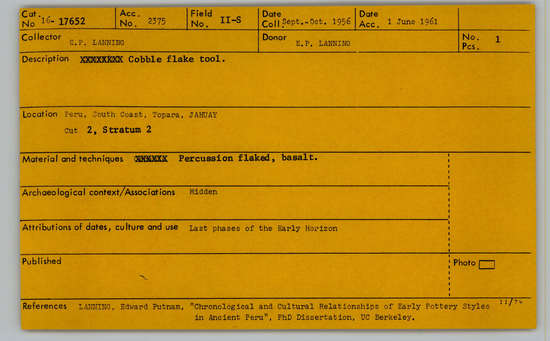 Cat. No 16-17652 Acc. No. 2375 Field No. II-S Date Coll Sept.-Oct. 1956 Date Acc. 1 June 1961
Collector E.P. LANNING Donor E.P. LANNING No. Pcs. 1
Description XXXXXXXX Cobble flake tool.
Location Peru, South Coast, Topara, JAHUAY
Cut 2, Stratum 2
Material and techniques XXXXXX Percussion flaked, basalt.
Archaeological context/Associations Midden
Attributions of dates, culture and use Last phases of the Early Horizon
Published
Photo
11/74
References LANNING, Edward Putnam, "Chronological and Cultural Relationships of Early Pottery Styles
in Ancient Peru", PhD Dissertation, UC Berkeley.